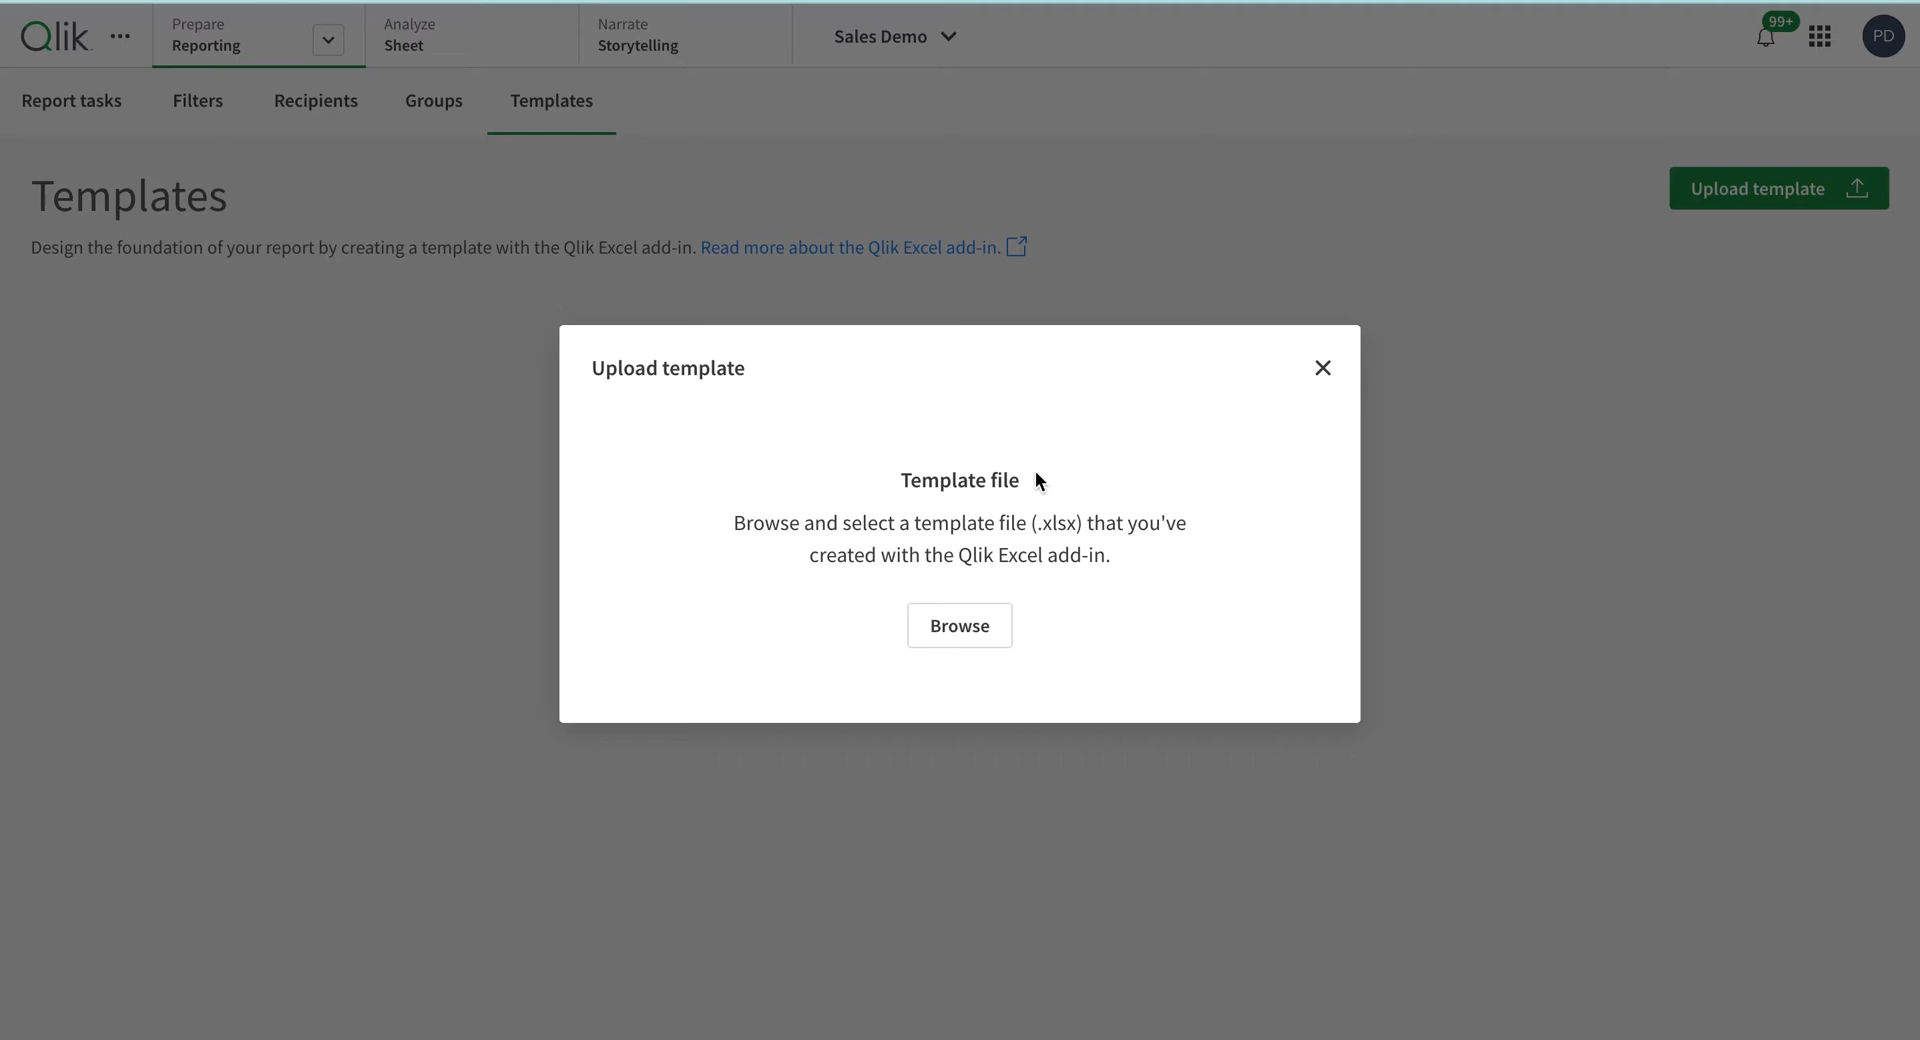 Qlik
Prepare
Reporting
Analyze
Sheet
Narrate
Storytelling
Sales Demo
99+
PD
Report tasks
Filters
Recipients
Groups
Templates
Templates
Upload template
Design the foundation of your report by creating a template with the Qlik Excel add-in. Read more about the Qlik Excel add-in.
Upload template
Template file
Browse and select a template file (.xlsx) that you've
created with the Qlik Excel add-in.
Browse